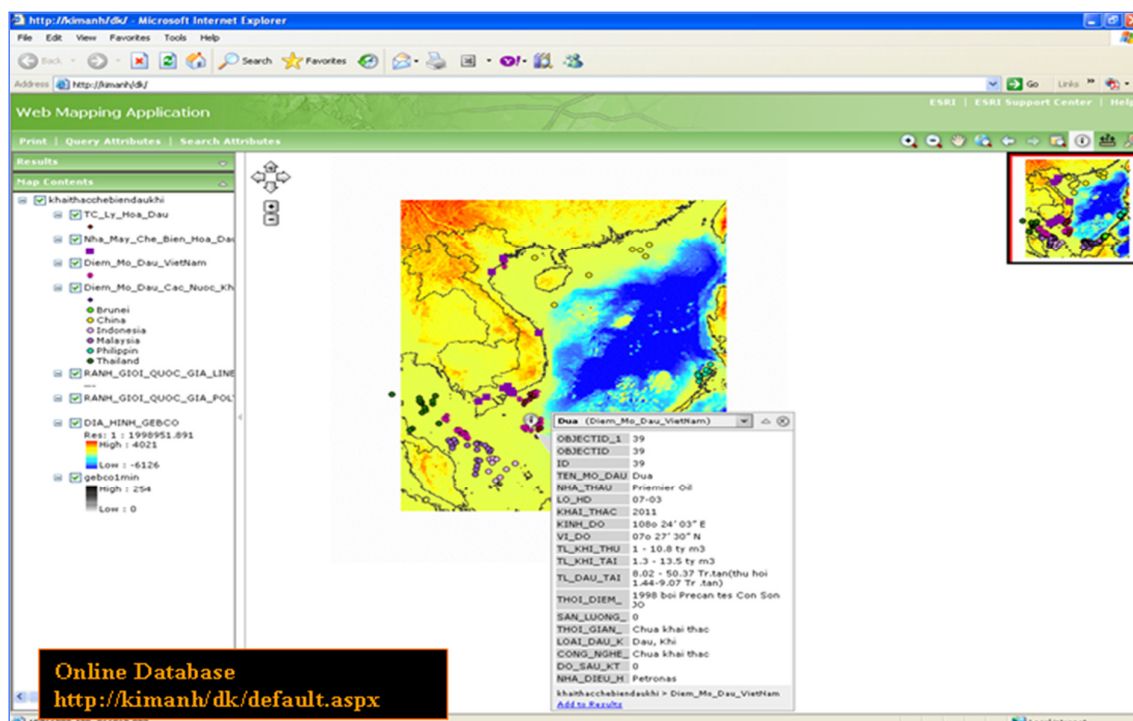 http://kimanh/dk/ - Microsoft Internet Explorer
File Edit View Favorites Tools Help
Back Search Favorites
Address http://kimanh/dk/ Go Links
Web Mapping Application
ESRI | ESRI Support Center | Help
Print | Query Attributes | Search Attributes
Results
Map Contents
khaithacchebiendaukhi
TC_Ly_Hoa_Dau
Nha_May_Che_Bien_Hoa_Dau
Diem_Mo_Dau_VietNam
Diem_Mo_Dau_Cac_Nuoc_Kh
Brunei
China
Indonesia
Malaysia
Philippin
Thailand
RANH_GIOI_QUOC_GIA_LINE
RANH_GIOI_QUOC_GIA_POLY
DIA_HINH_GEBCO
Res: 1 : 1998951.891
High : 4021
Low : -6126
gebco1min
High : 254
Low : 0
Dua (Diem_Mo_Dau_VietNam)
OBJECTID_1 39
OBJECTID 39
ID 39
TEN_MO_DAU Dua
NHA_THAU Priemier Oil
LO_HD 07-03
KHAI_THAC 2011
KINH_DO 108o 24' 03" E
VI_DO 07o 27' 30" N
TL_KHI_THU 1 - 10.8 ty m3
TL_KHI_TAI 1.3 - 13.5 ty m3
TL_DAU_TAI 8.02 - 50.37 Tr.tan(thu hoi
1.44-9.07 Tr .tan)
THOI_DIEM_ 1998 boi Precan tes Con Son
JO
SAN_LUONG_ 0
THOI_GIAN_ Chua khai thac
LOAI_DAU_K Dau, Khi
CONG_NGHE_ Chua khai thac
DO_SAU_KT 0
NHA_DIEU_H Petronas
khaithacchebiendaukhi > Diem_Mo_Dau_VietNam
Add to Results
Online Database
http://kimanh/dk/default.aspx